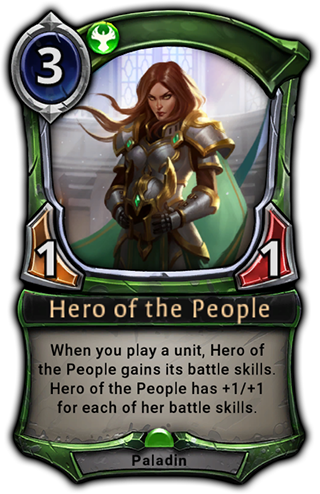 3
1
1
Hero of the People
When you play a unit, Hero of
the People gains its battle skills.
Hero of the People has +1/+1
for each of her battle skills.
Paladin